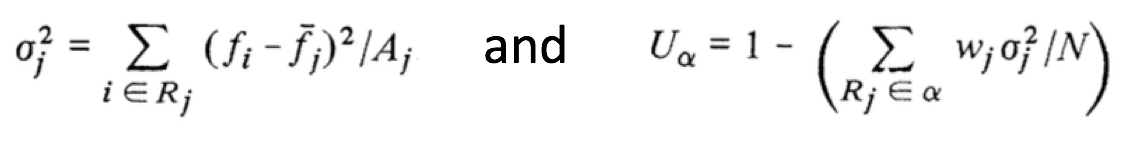 σ_j^2 = ∑_{i ∈ R_j} (f_i - f̄_j)^2/A_j and U_α = 1 - (∑_{R_j ∈ α} w_j σ_j^2/N)